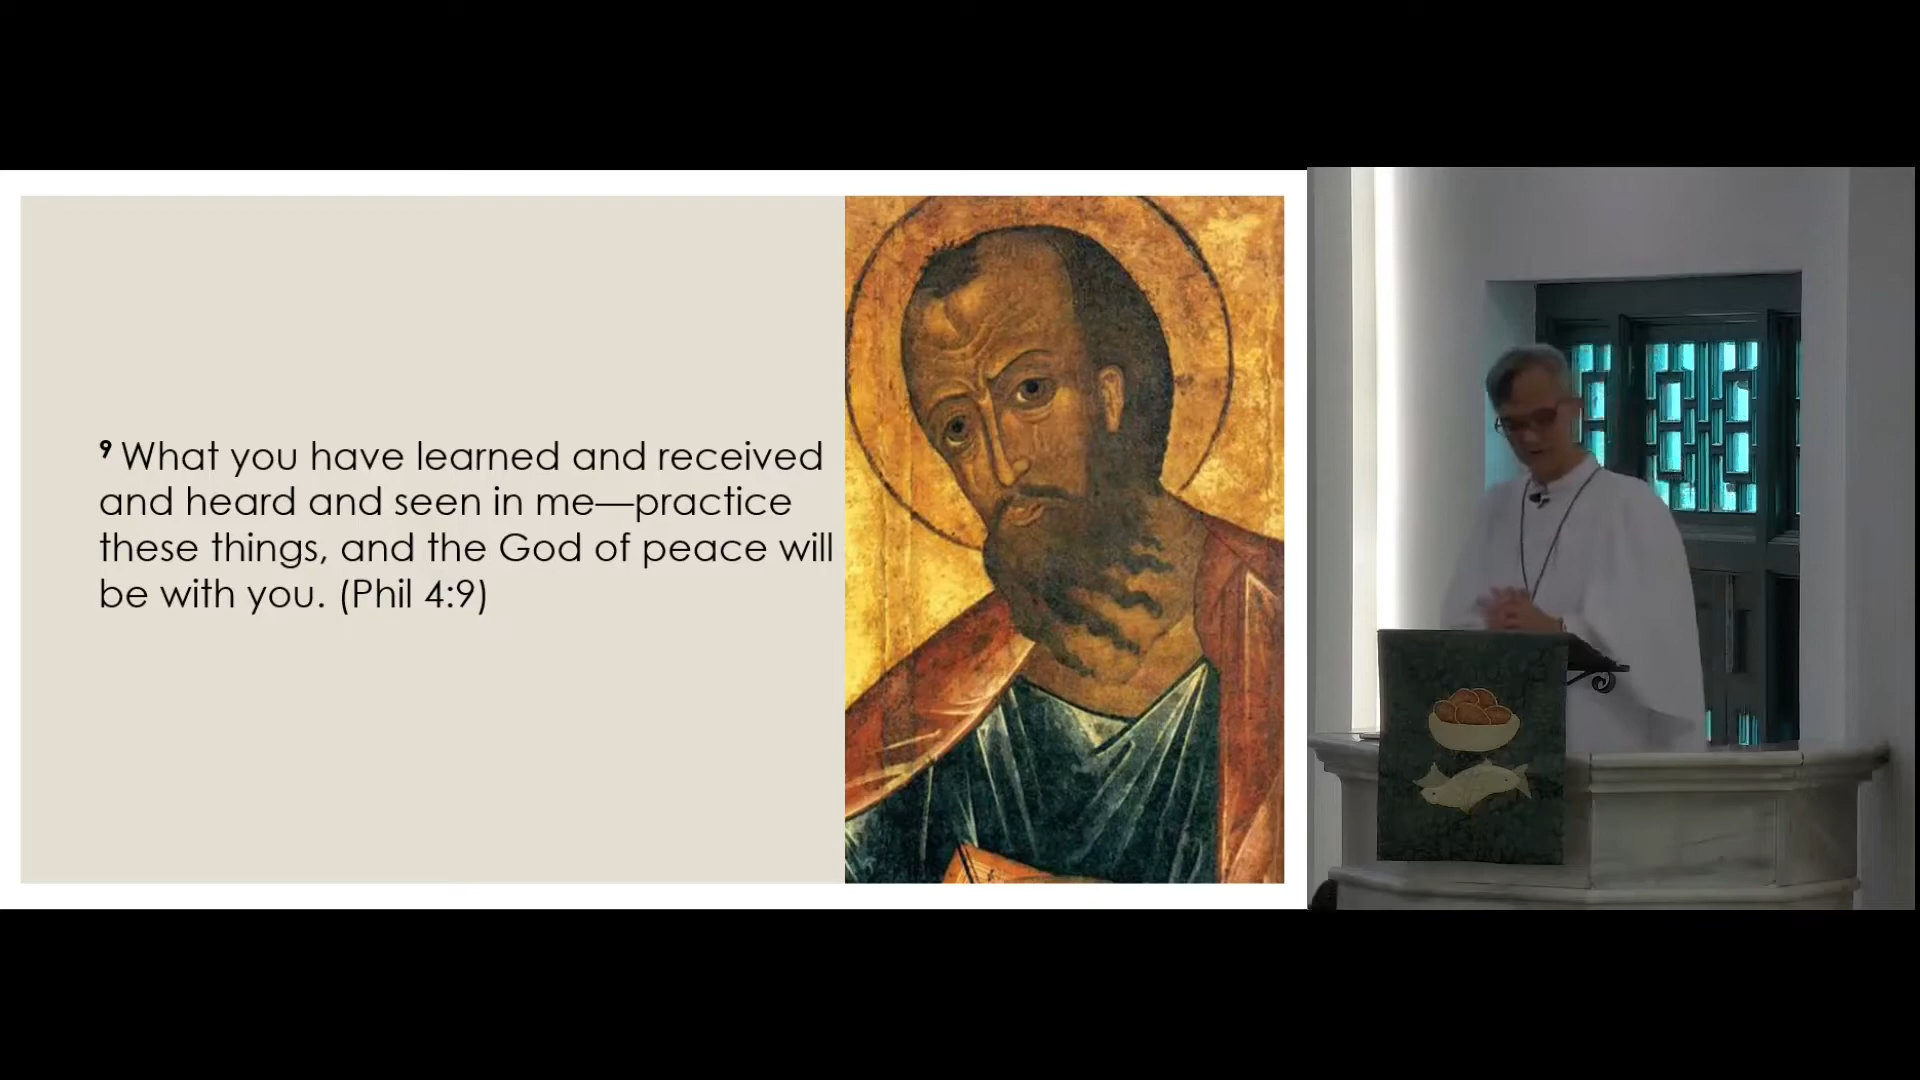 9 What you have learned and received
and heard and seen in me—practice
these things, and the God of peace will
be with you. (Phil 4:9)